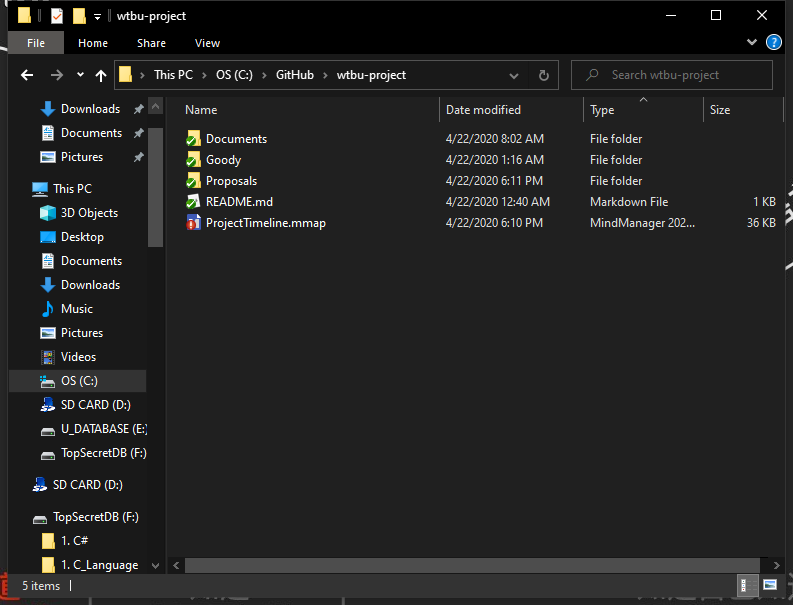 wtbu-project
File Home Share View
This PC OS (C:) GitHub wtbu-project Search wtbu-project
Name Date modified Type Size
Documents 4/22/2020 8:02 AM File folder
Goody 4/22/2020 1:16 AM File folder
Proposals 4/22/2020 6:11 PM File folder
README.md 4/22/2020 12:40 AM Markdown File 1 KB
ProjectTimeline.mmap 4/22/2020 6:10 PM MindManager 202... 36 KB
Downloads
Documents
Pictures
This PC
3D Objects
Desktop
Documents
Downloads
Music
Pictures
Videos
OS (C:)
SD CARD (D:)
U_DATABASE (E:)
TopSecretDB (F:)
SD CARD (D:)
TopSecretDB (F:)
1. C#
1. C_Language
5 items